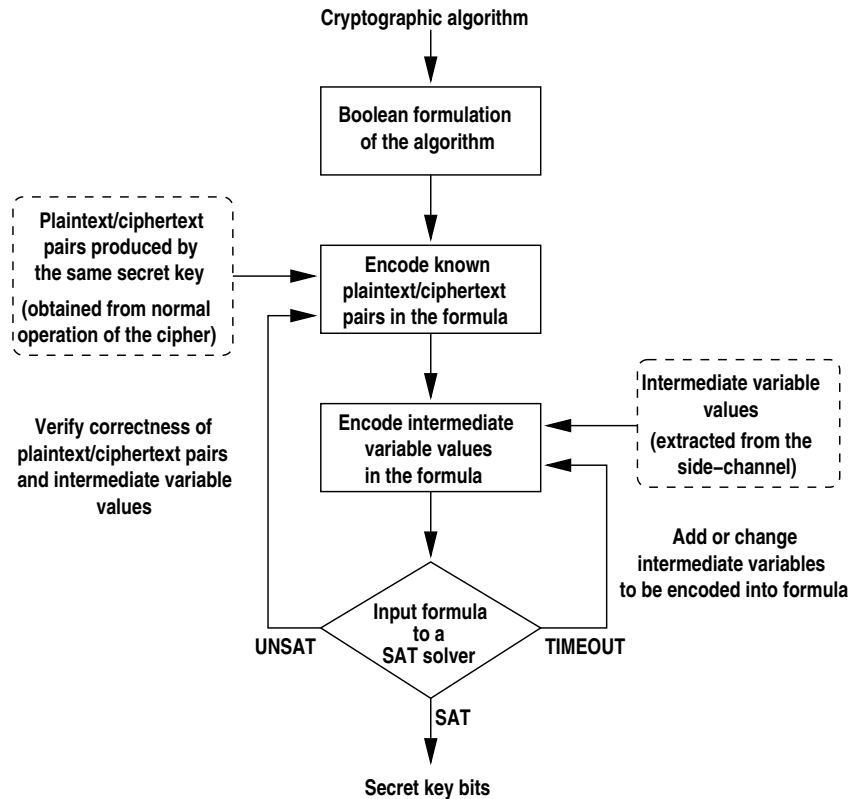 Cryptographic algorithm
Boolean formulation
of the algorithm
Plaintext/ciphertext
pairs produced by
the same secret key
(obtained from normal
operation of the cipher)
Encode known
plaintext/ciphertext
pairs in the formula
Intermediate variable
values
(extracted from the
side−channel)
Encode intermediate
variable values
in the formula
Verify correctness of
plaintext/ciphertext pairs
and intermediate variable
values
Add or change
intermediate variables
to be encoded into formula
Input formula
to a
SAT solver
UNSAT
TIMEOUT
SAT
Secret key bits